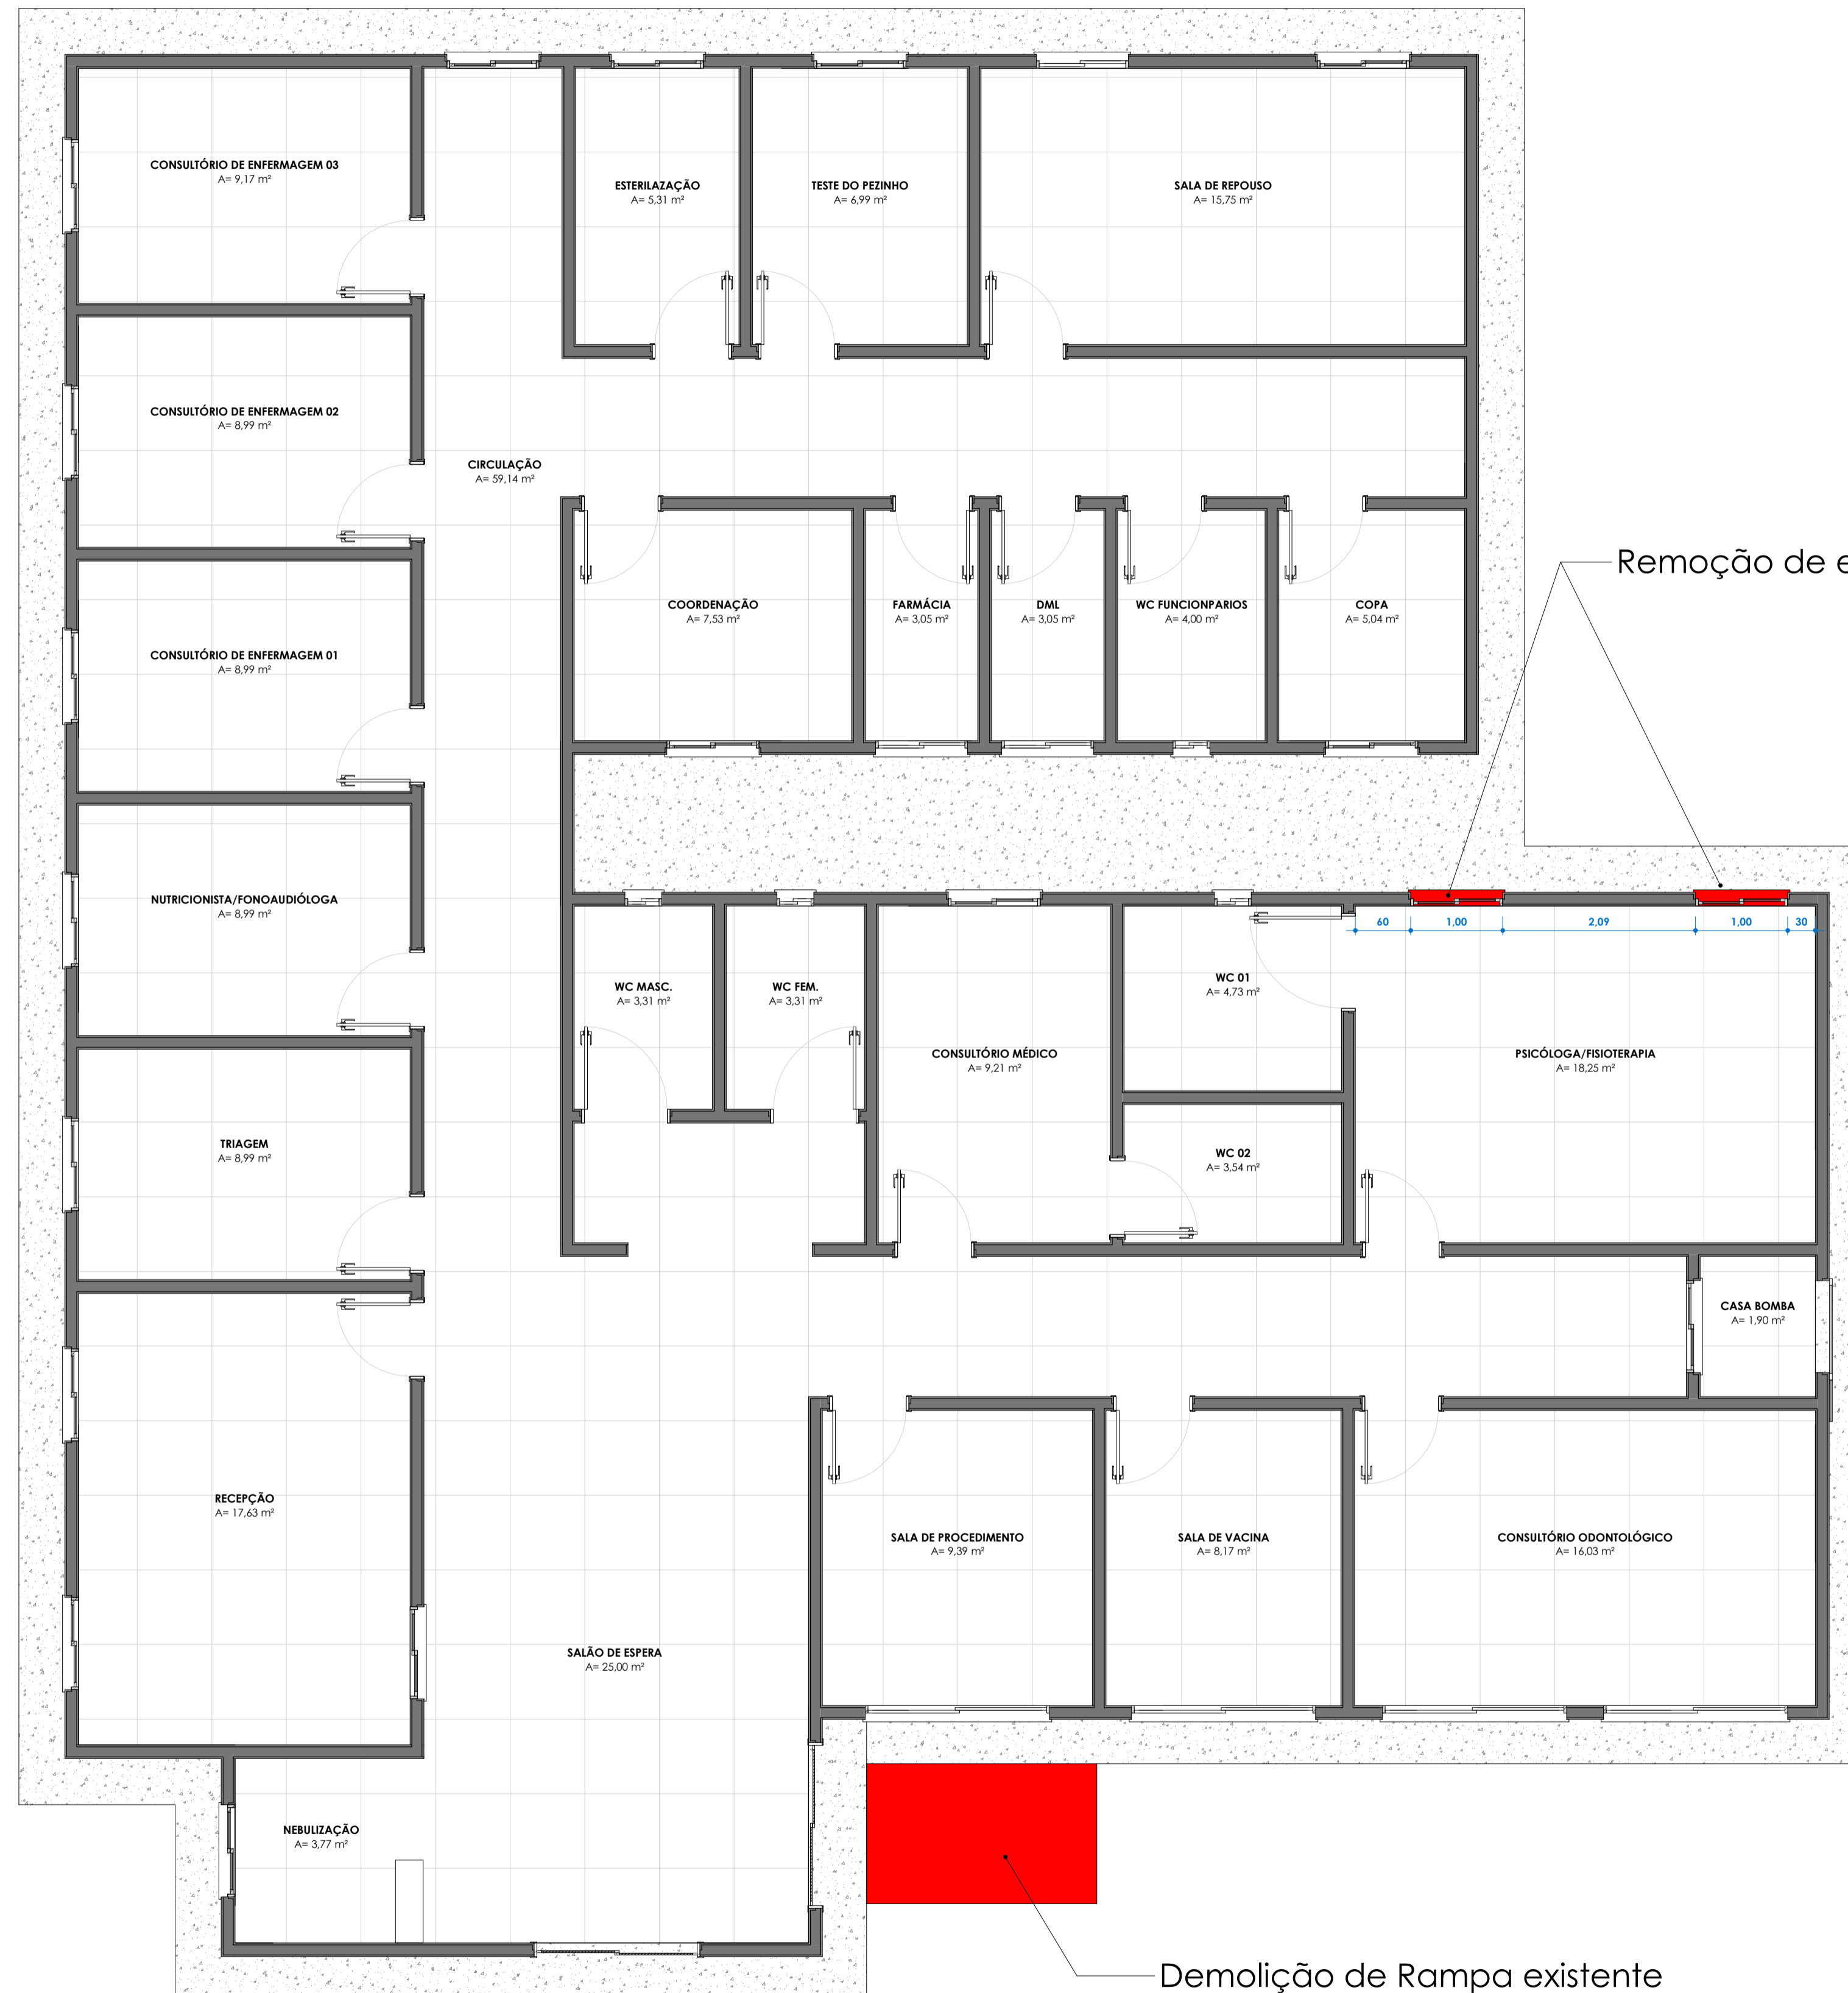 CONSULTÓRIO DE ENFERMAGEM 03
A= 9,17 m²
ESTERILAZAÇÃO
A= 5,31 m²
TESTE DO PEZINHO
A= 6,99 m²
SALA DE REPOUSO
A= 15,75 m²
CONSULTÓRIO DE ENFERMAGEM 02
A= 8,99 m²
CIRCULAÇÃO
A= 59,14 m²
Remoção de e
COORDENAÇÃO
A= 7,53 m²
FARMÁCIA
A= 3,05 m²
DML
A= 3,05 m²
WC FUNCIONPARIOS
A= 4,00 m²
COPA
A= 5,04 m²
CONSULTÓRIO DE ENFERMAGEM 01
A= 8,99 m²
NUTRICIONISTA/FONOAUDIÓLOGA
A= 8,99 m²
60 1,00 2,09 1,00 30
WC MASC.
A= 3,31 m²
WC FEM.
A= 3,31 m²
WC 01
A= 4,73 m²
CONSULTÓRIO MÉDICO
A= 9,21 m²
PSICÓLOGA/FISIOTERAPIA
A= 18,25 m²
TRIAGEM
A= 8,99 m²
WC 02
A= 3,54 m²
CASA BOMBA
A= 1,90 m²
RECEPÇÃO
A= 17,63 m²
SALA DE PROCEDIMENTO
A= 9,39 m²
SALA DE VACINA
A= 8,17 m²
CONSULTÓRIO ODONTOLÓGICO
A= 16,03 m²
SALÃO DE ESPERA
A= 25,00 m²
NEBULIZAÇÃO
A= 3,77 m²
Demolição de Rampa existente